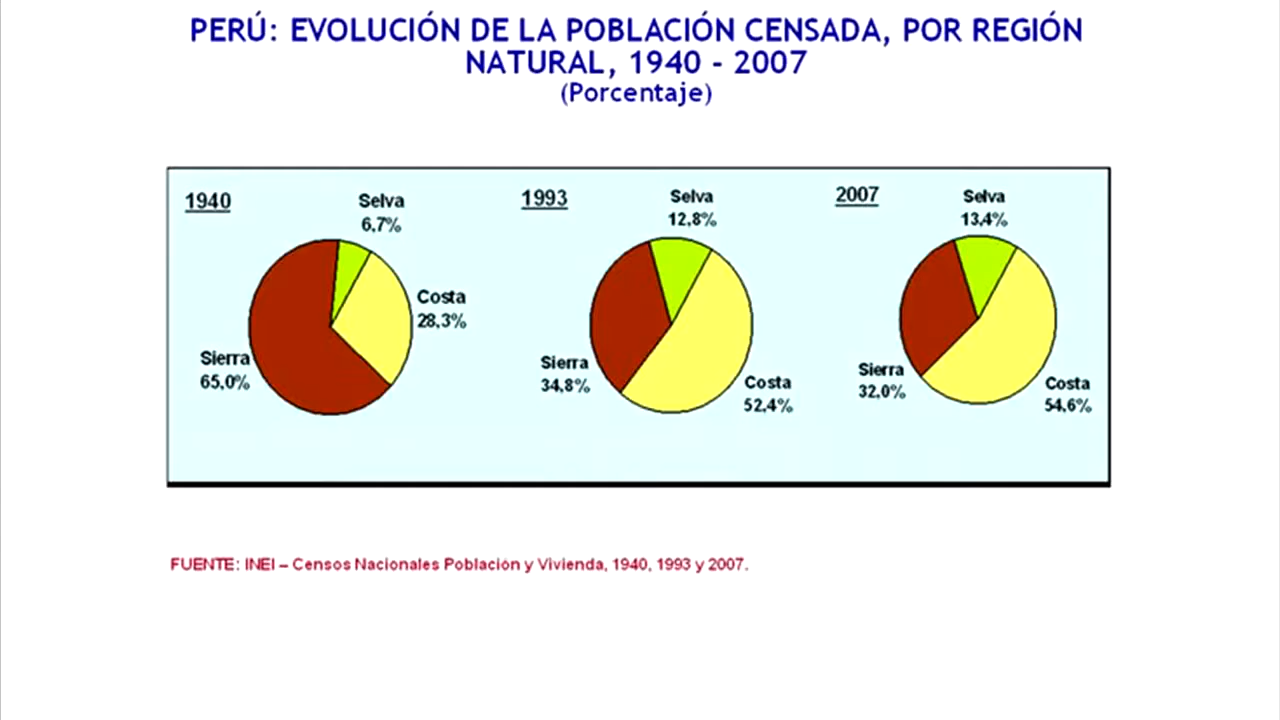 PERÚ: EVOLUCIÓN DE LA POBLACIÓN CENSADA, POR REGIÓN
NATURAL, 1940 - 2007
(Porcentaje)
1940
Selva
6,7%
Costa
28,3%
Sierra
65,0%
1993
Selva
12,8%
Sierra
34,8%
Costa
52,4%
2007
Selva
13,4%
Sierra
32,0%
Costa
54,6%
FUENTE: INEI – Censos Nacionales Población y Vivienda, 1940, 1993 y 2007.